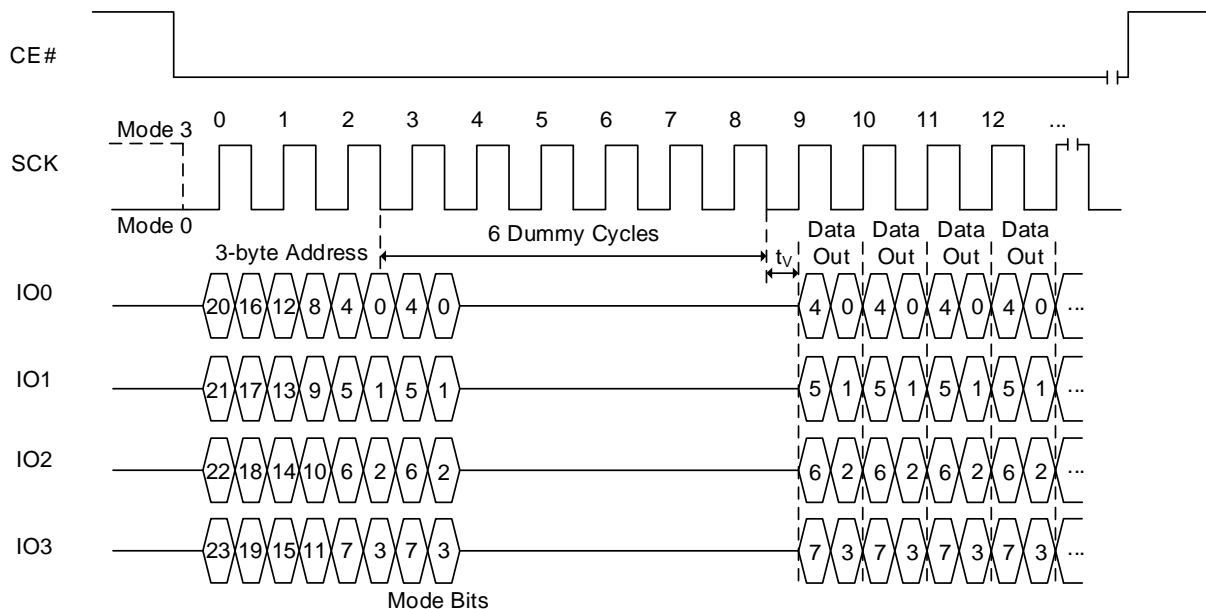 CE#
0 1 2 3 4 5 6 7 8 9 10 11 12 ...
Mode 3
SCK
Mode 0
6 Dummy Cycles
Data Out Data Out Data Out Data Out
3-byte Address
tV
IO0
20 16 12 8 4 0 4 0 4 0 4 0 4 0 4 0 ...
IO1
21 17 13 9 5 1 5 1 5 1 5 1 5 1 5 1 ...
IO2
22 18 14 10 6 2 6 2 6 2 6 2 6 2 6 2 ...
IO3
23 19 15 11 7 3 7 3 7 3 7 3 7 3 7 3 ...
Mode Bits